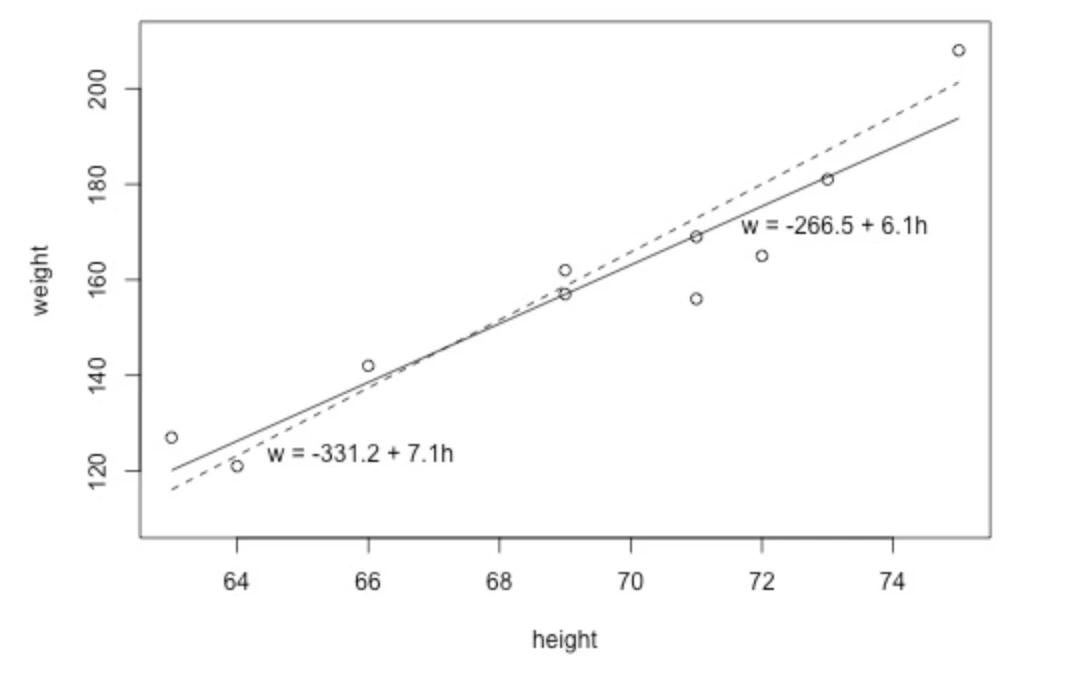 200
180
160
140
120
weight
w = -266.5 + 6.1h
w = -331.2 + 7.1h
64 66 68 70 72 74
height